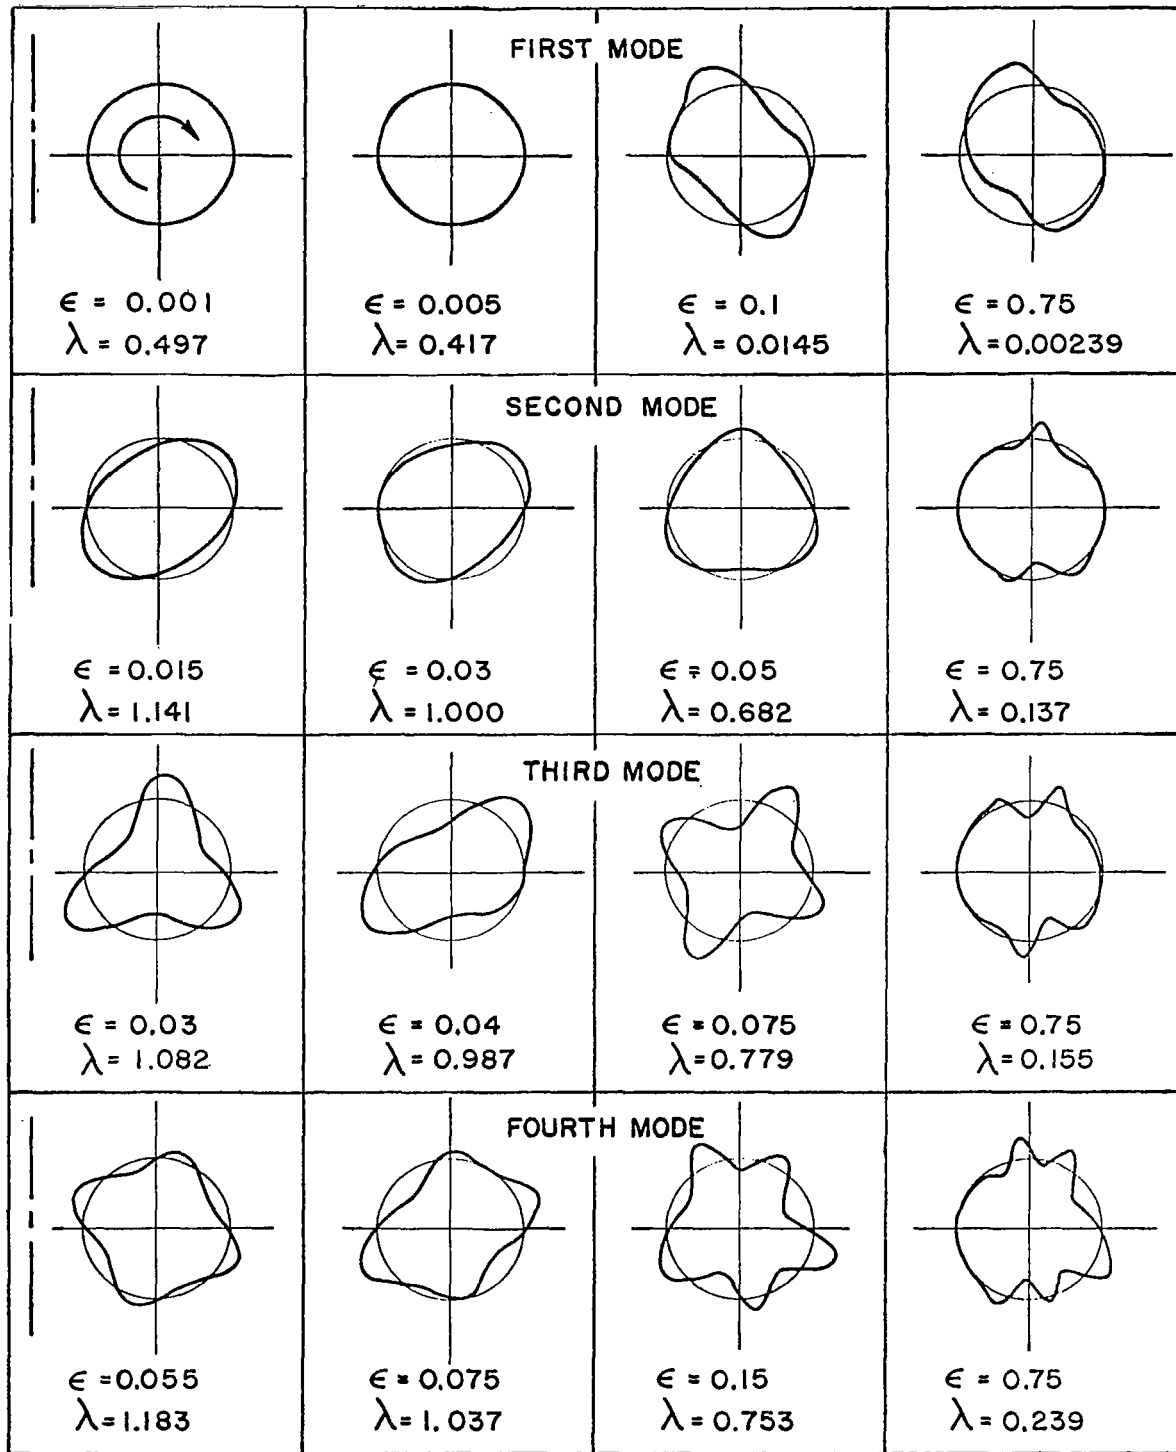 FIRST MODE
ϵ = 0.001 ϵ = 0.005 ϵ = 0.1 ϵ = 0.75
λ = 0.497 λ = 0.417 λ = 0.0145 λ = 0.00239
SECOND MODE
ϵ = 0.015 ϵ = 0.03 ϵ = 0.05 ϵ = 0.75
λ = 1.141 λ = 1.000 λ = 0.682 λ = 0.137
THIRD MODE
ϵ = 0.03 ϵ = 0.04 ϵ = 0.075 ϵ = 0.75
λ = 1.082 λ = 0.987 λ = 0.779 λ = 0.155
FOURTH MODE
ϵ = 0.055 ϵ = 0.075 ϵ = 0.15 ϵ = 0.75
λ = 1.183 λ = 1.037 λ = 0.753 λ = 0.239